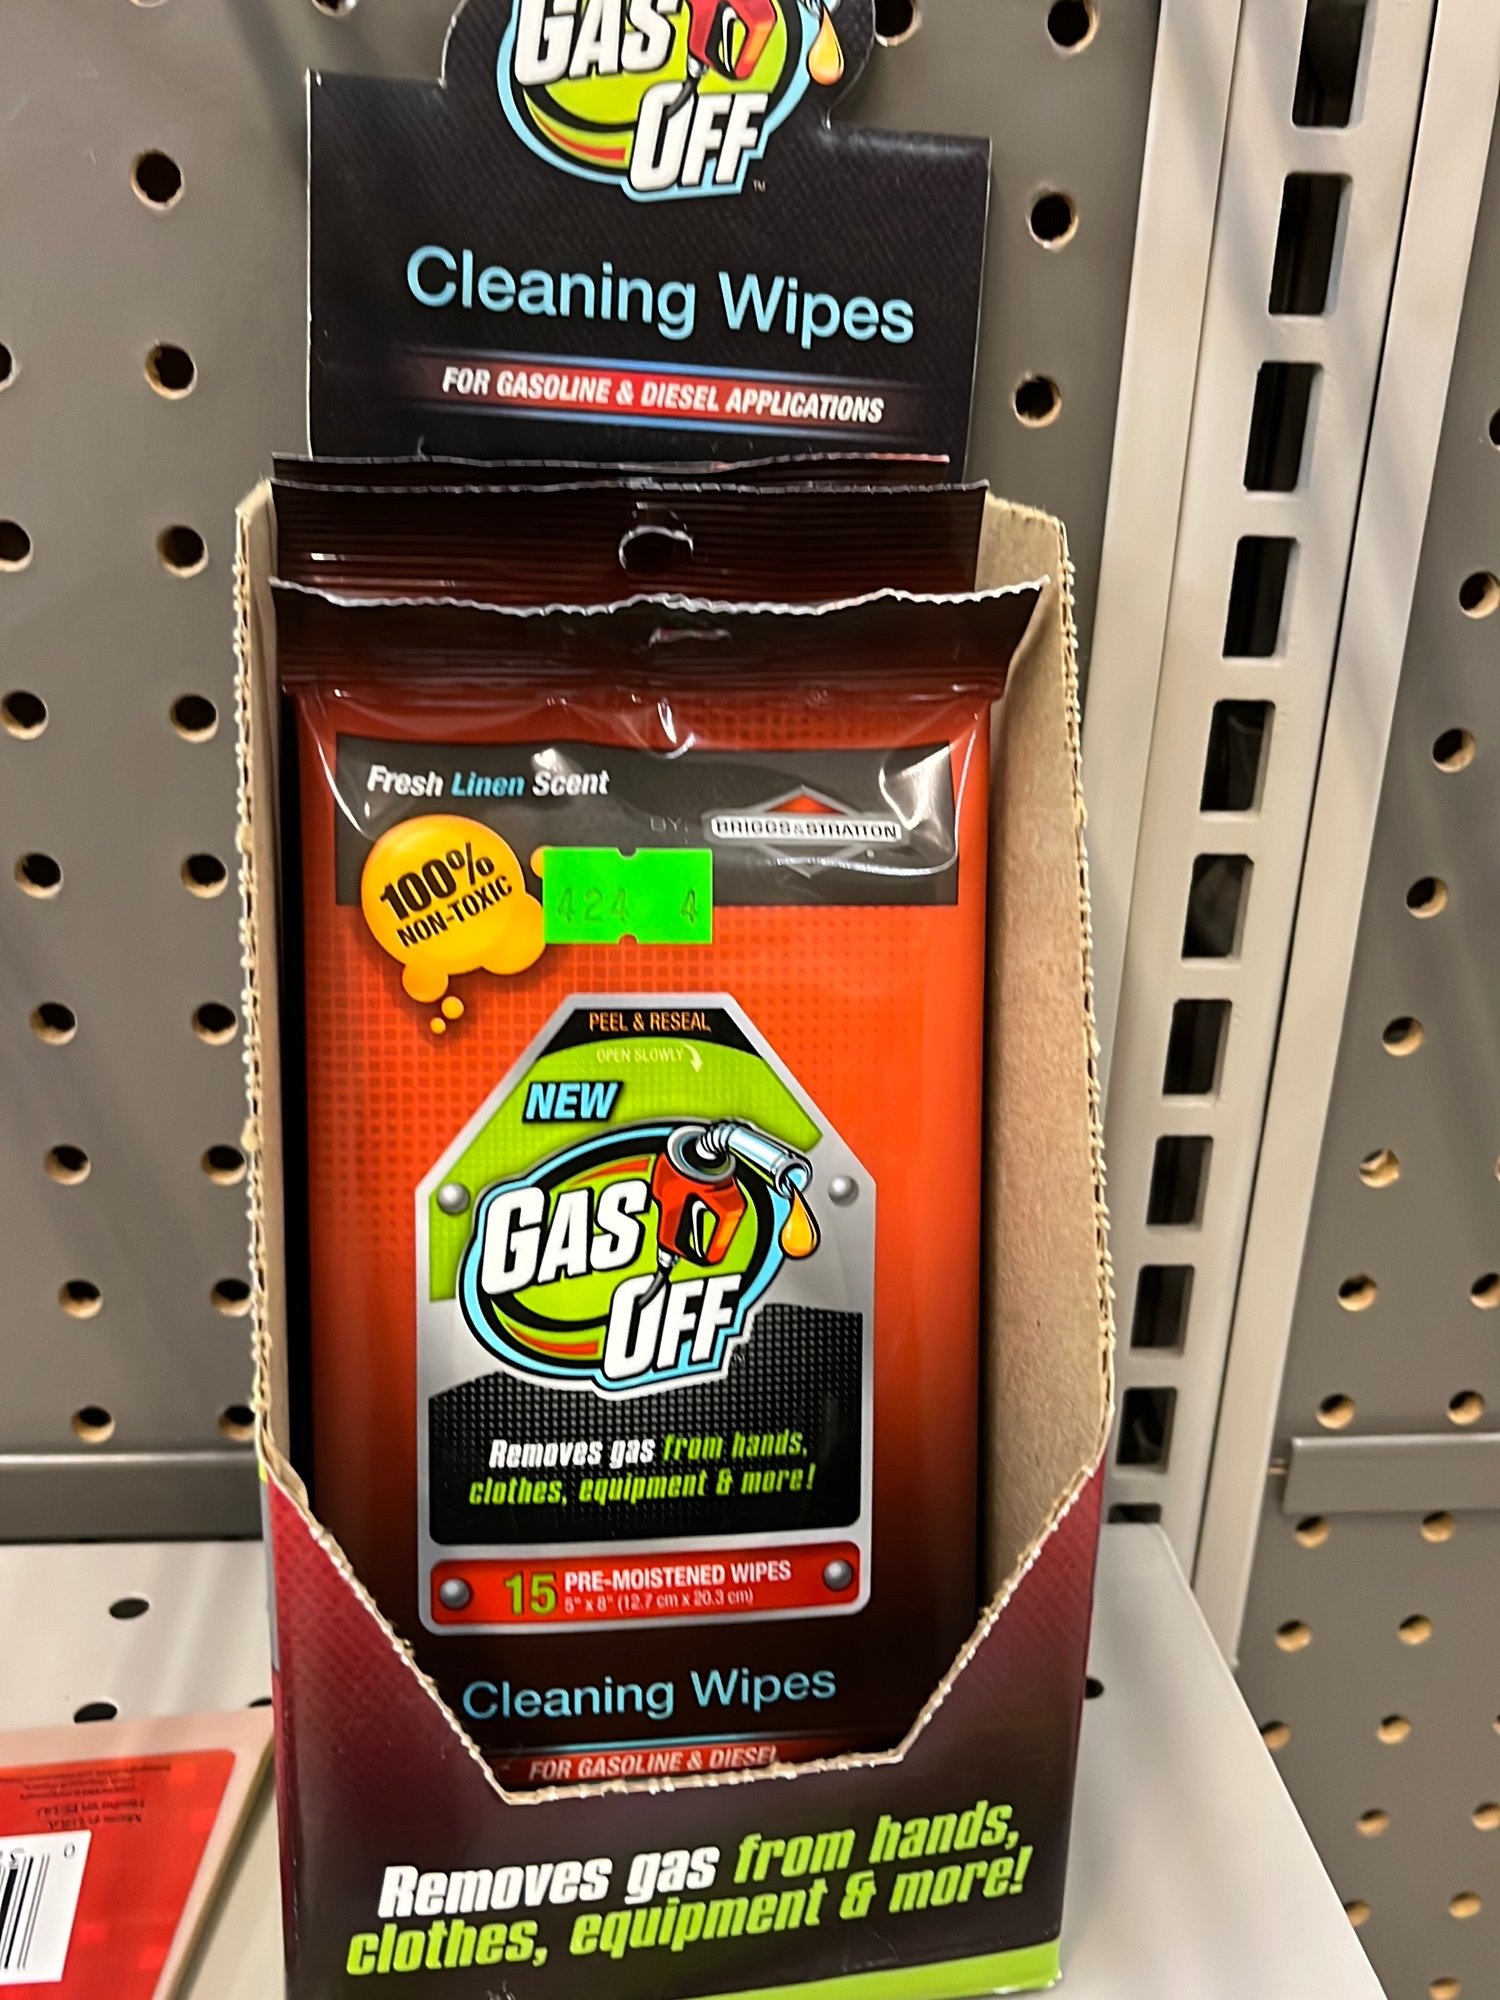 GAS
OFF
TM
Cleaning Wipes
FOR GASOLINE & DIESEL APPLICATIONS
Fresh Linen Scent
BY:
BRIGGS&STRATTON
100%
NON-TOXIC
424 4
PEEL & RESEAL
OPEN SLOWLY
NEW
GAS
OFF
Removes gas from hands,
clothes, equipment & more!
15 PRE-MOISTENED WIPES
5" x 8" (12.7 cm x 20.3 cm)
Cleaning Wipes
FOR GASOLINE & DIESEL
Removes gas from hands,
clothes, equipment & more!